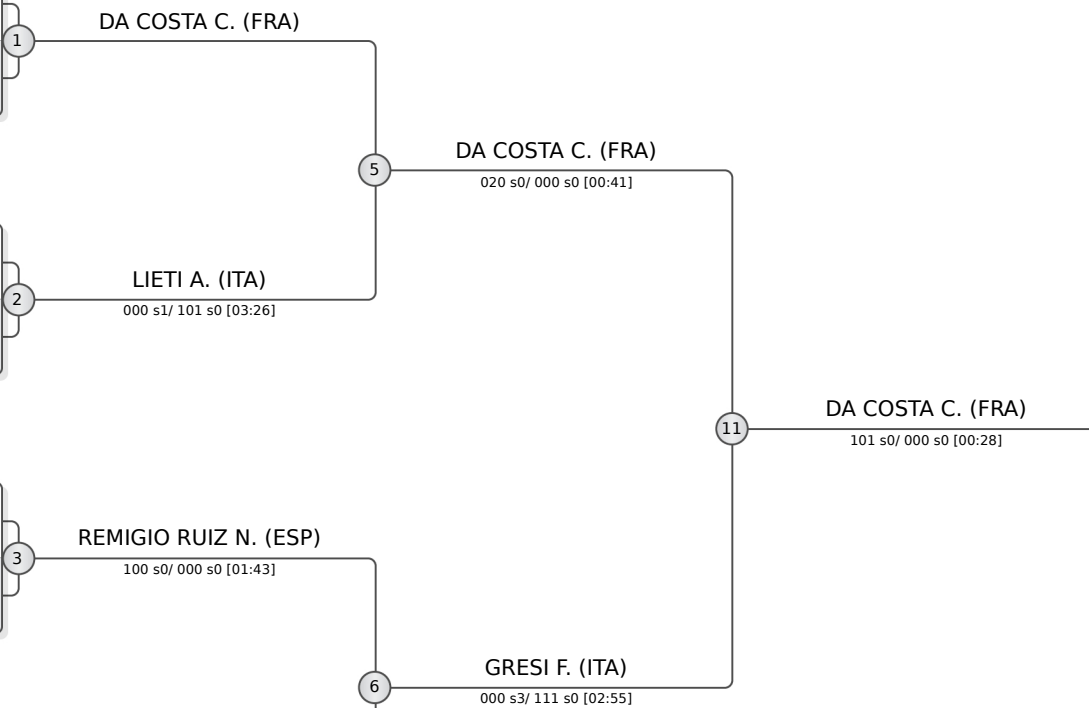 DA COSTA C. (FRA)
1
DA COSTA C. (FRA)
5
020 s0/ 000 s0 [00:41]
LIETI A. (ITA)
2
000 s1/ 101 s0 [03:26]
DA COSTA C. (FRA)
11
101 s0/ 000 s0 [00:28]
REMIGIO RUIZ N. (ESP)
3
100 s0/ 000 s0 [01:43]
GRESI F. (ITA)
6
000 s3/ 111 s0 [02:55]